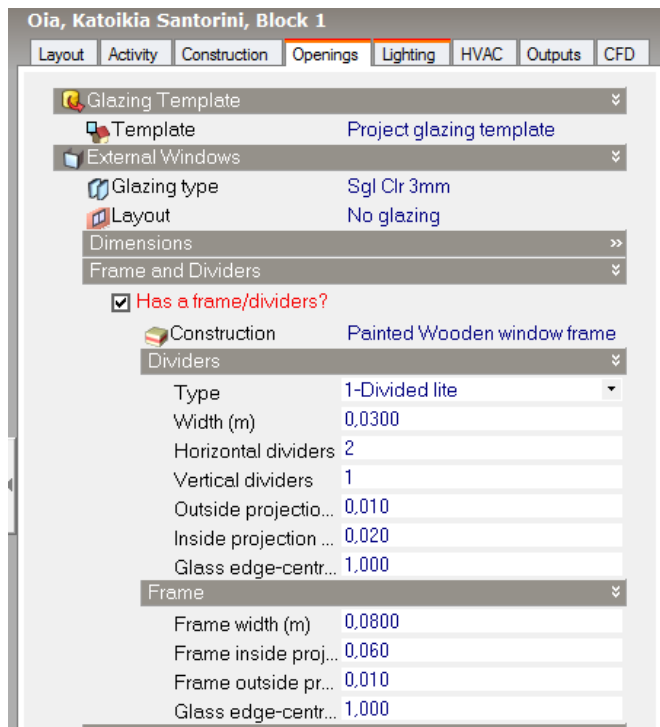 Oia, Katoikia Santorini, Block 1
Layout Activity Construction Openings Lighting HVAC Outputs CFD
Glazing Template
Template Project glazing template
External Windows
Glazing type Sgl Clr 3mm
Layout No glazing
Dimensions
Frame and Dividers
Has a frame/dividers?
Construction Painted Wooden window frame
Dividers
Type 1-Divided lite
Width (m) 0,0300
Horizontal dividers 2
Vertical dividers 1
Outside projectio... 0,010
Inside projection ... 0,020
Glass edge-centr... 1,000
Frame
Frame width (m) 0,0800
Frame inside proj... 0,060
Frame outside pr... 0,010
Glass edge-centr... 1,000